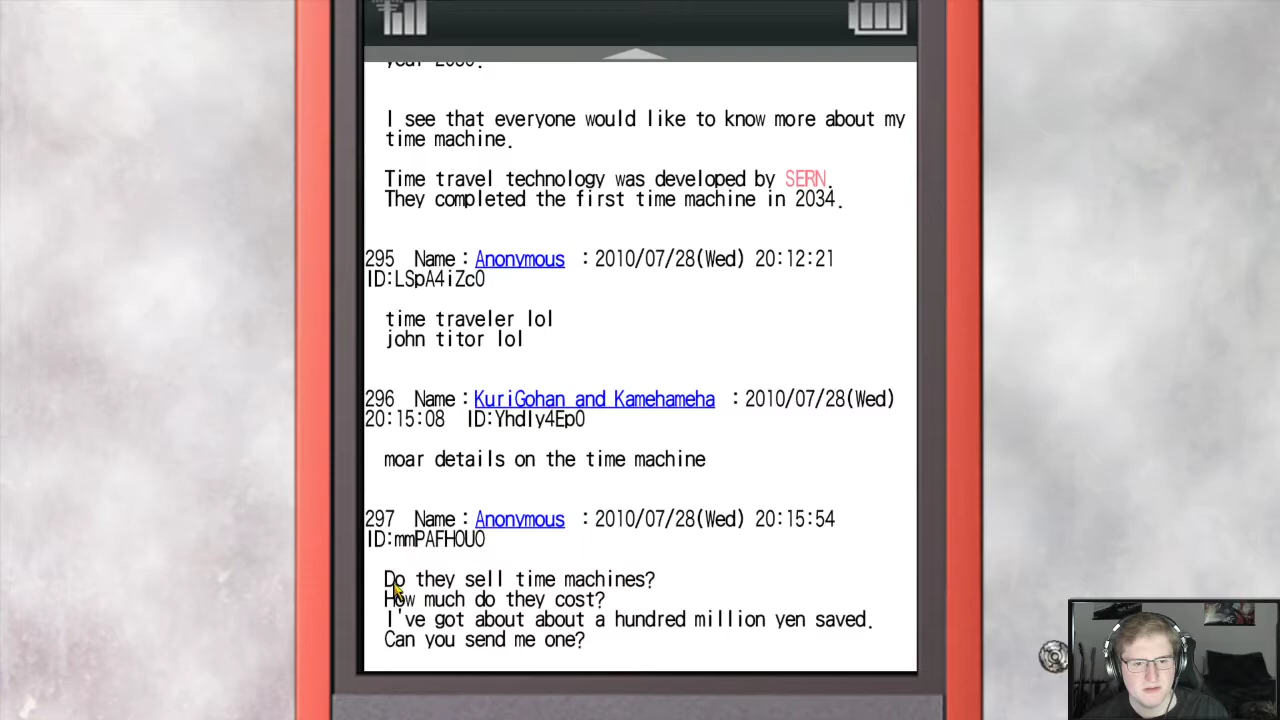 year 2036.
I see that everyone would like to know more about my
time machine.
Time travel technology was developed by SERN.
They completed the first time machine in 2034.
295 Name：Anonymous ：2010/07/28(Wed) 20:12:21
ID:LSpA4iZc0
time traveler lol
john titor lol
296 Name：KuriGohan and Kamehameha ：2010/07/28(Wed)
20:15:08 ID:YhdIy4Ep0
moar details on the time machine
297 Name：Anonymous ：2010/07/28(Wed) 20:15:54
ID:mmPAFHOU0
Do they sell time machines?
How much do they cost?
I've got about about a hundred million yen saved.
Can you send me one?